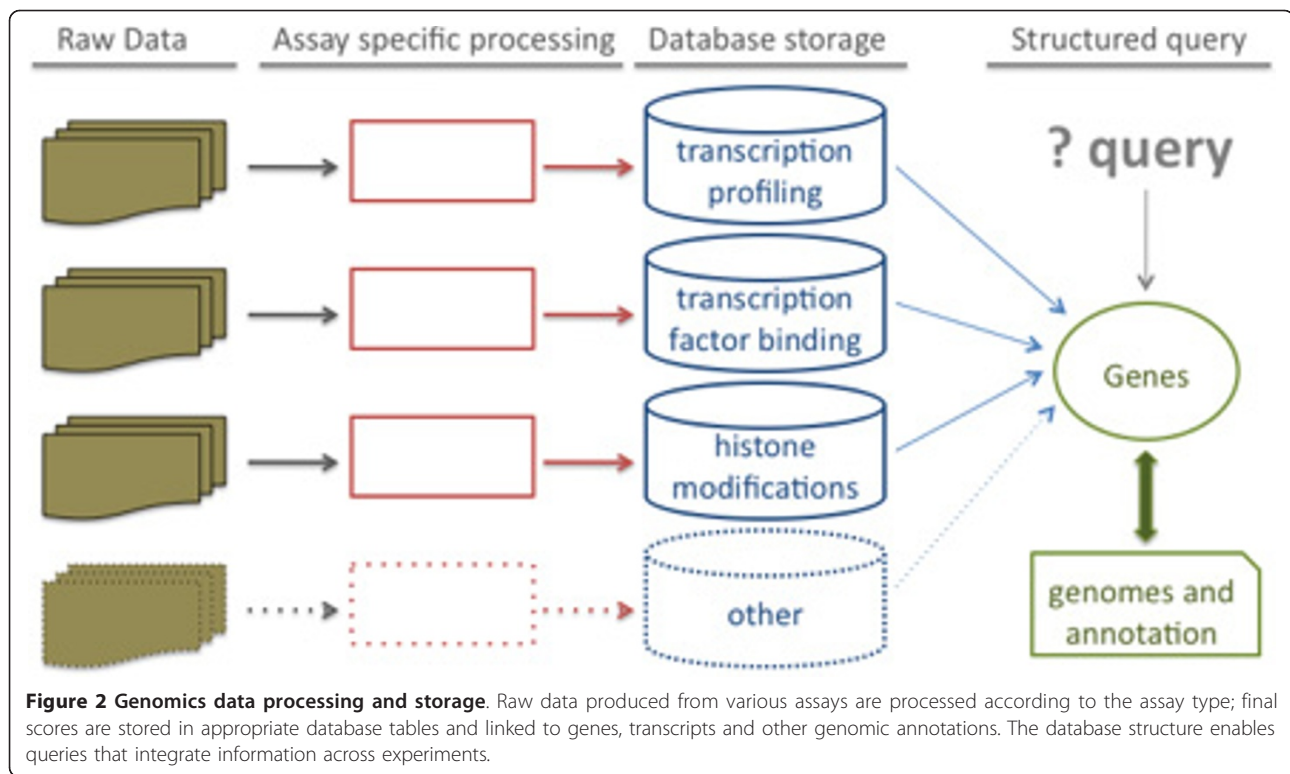 Raw Data
Assay specific processing
Database storage
Structured query
transcription
profiling
? query
transcription
factor binding
Genes
histone
modifications
other
genomes and
annotation
Figure 2 Genomics data processing and storage. Raw data produced from various assays are processed according to the assay type; final
scores are stored in appropriate database tables and linked to genes, transcripts and other genomic annotations. The database structure enables
queries that integrate information across experiments.